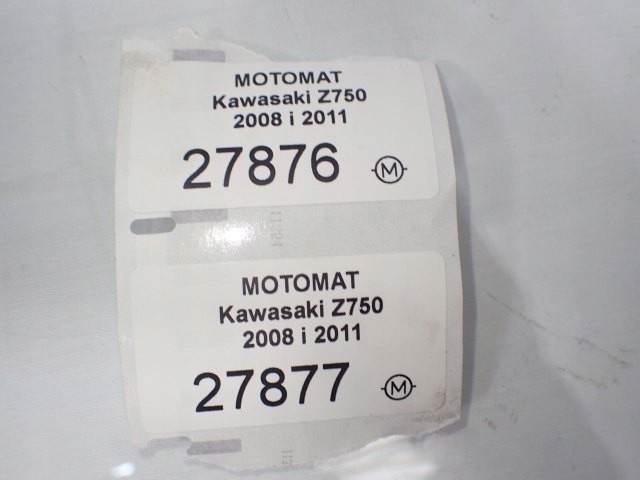 MOTOMAT
Kawasaki Z750
2008 i 2011
27876 M
MOTOMAT
Kawasaki Z750
2008 i 2011
27877 M